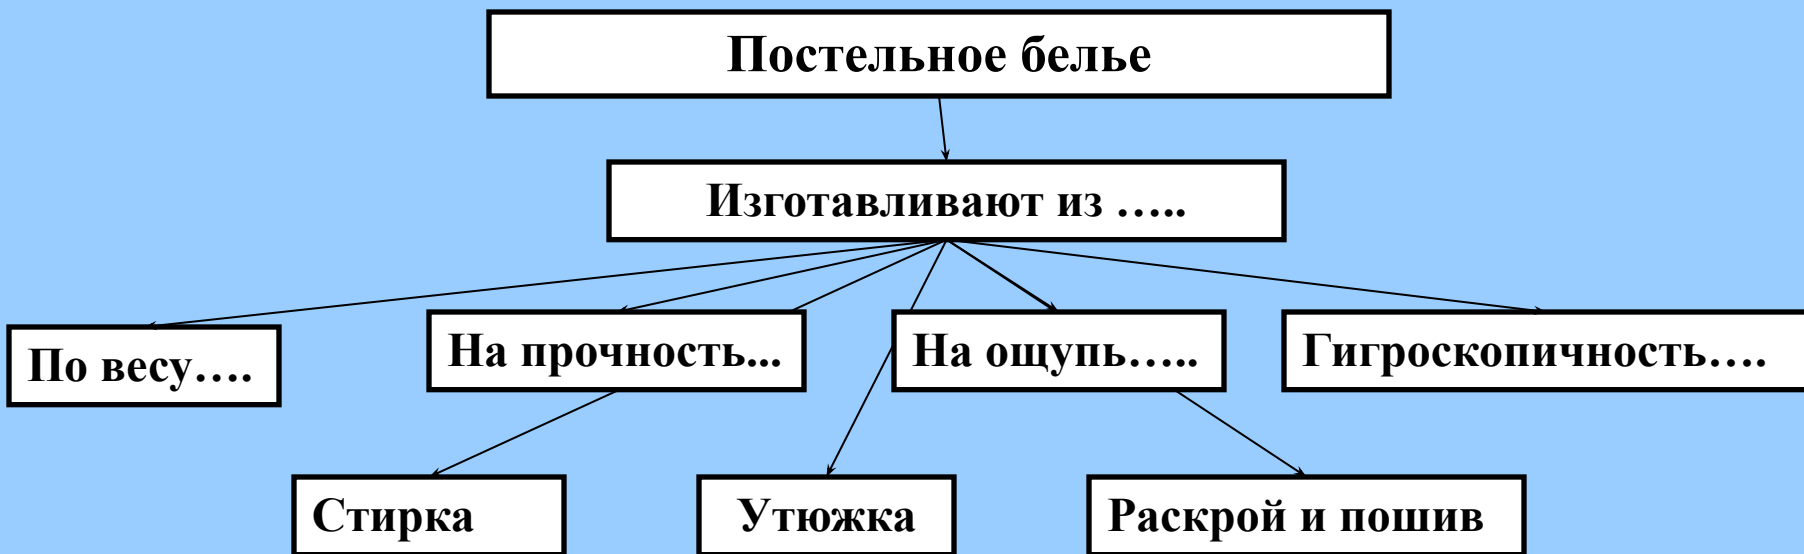 Постельное белье
Изготавливают из …..
По весу….
На прочность...
На ощупь…..
Гигроскопичность….
Стирка
Утюжка
Раскрой и пошив